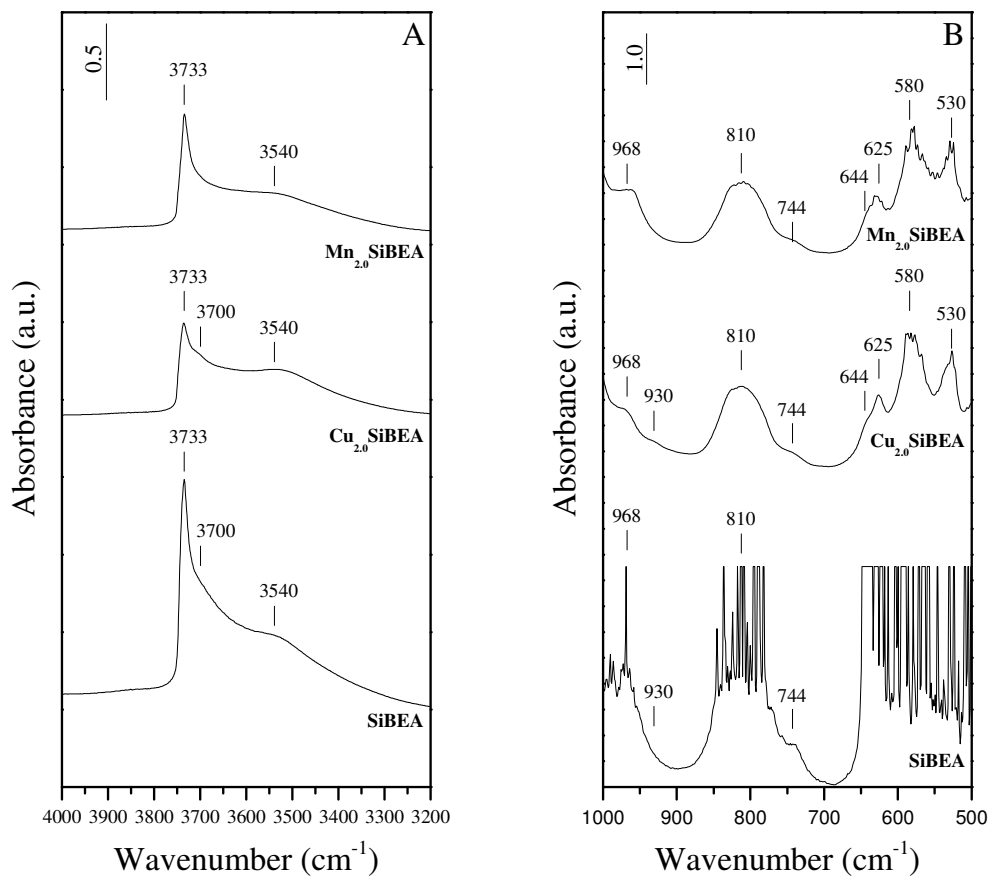 A
0.5
3733
3540
Mn2.0SiBEA
3733
3700
3540
Cu2.0SiBEA
3733
3700
3540
SiBEA
Absorbance (a.u.)
4000 3900 3800 3700 3600 3500 3400 3300 3200
Wavenumber (cm-1)
B
1.0
968
810
744
644
625
580
530
Mn2.0SiBEA
968
930
810
744
644
625
580
530
Cu2.0SiBEA
968
930
810
744
SiBEA
Absorbance (a.u.)
1000 900 800 700 600 500
Wavenumber (cm-1)